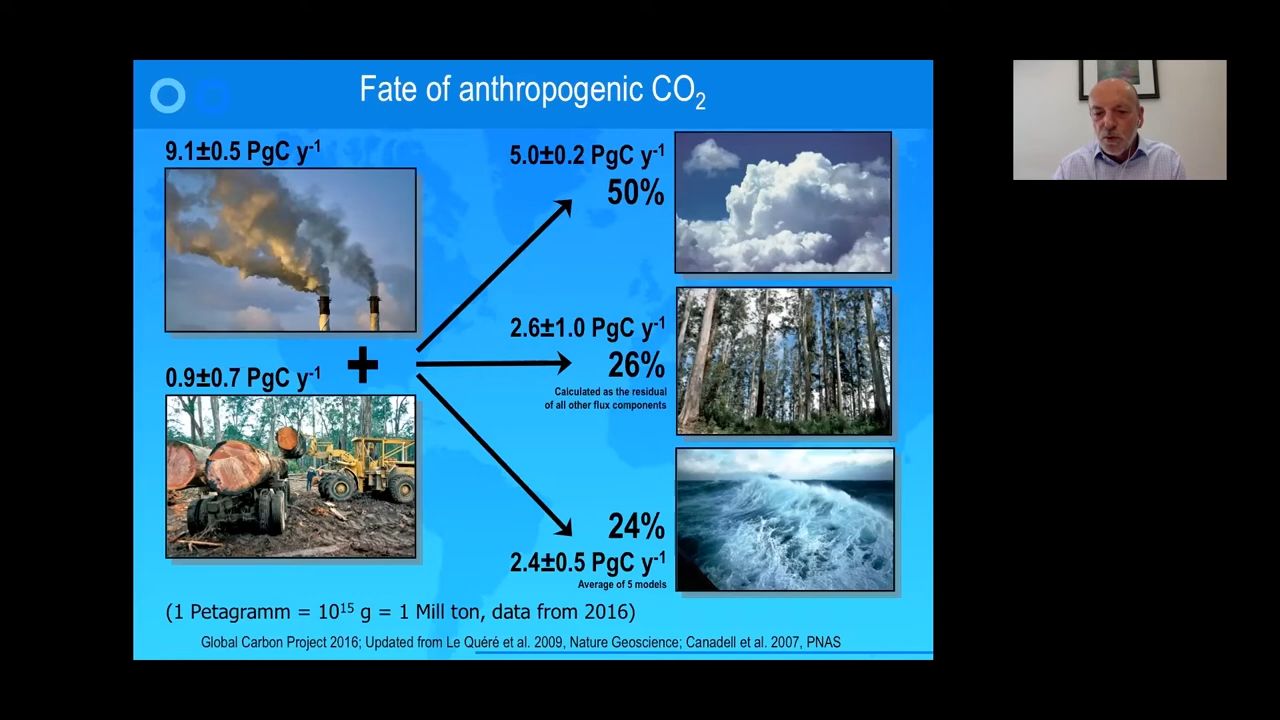 Fate of anthropogenic CO₂
9.1±0.5 PgC y⁻¹
5.0±0.2 PgC y⁻¹
50%
2.6±1.0 PgC y⁻¹
26%
Calculated as the residual
of all other flux components
+
0.9±0.7 PgC y⁻¹
24%
2.4±0.5 PgC y⁻¹
Average of 5 models
(1 Petagramm = 10¹⁵ g = 1 Mill ton, data from 2016)
Global Carbon Project 2016; Updated from Le Quéré et al. 2009, Nature Geoscience; Canadell et al. 2007, PNAS